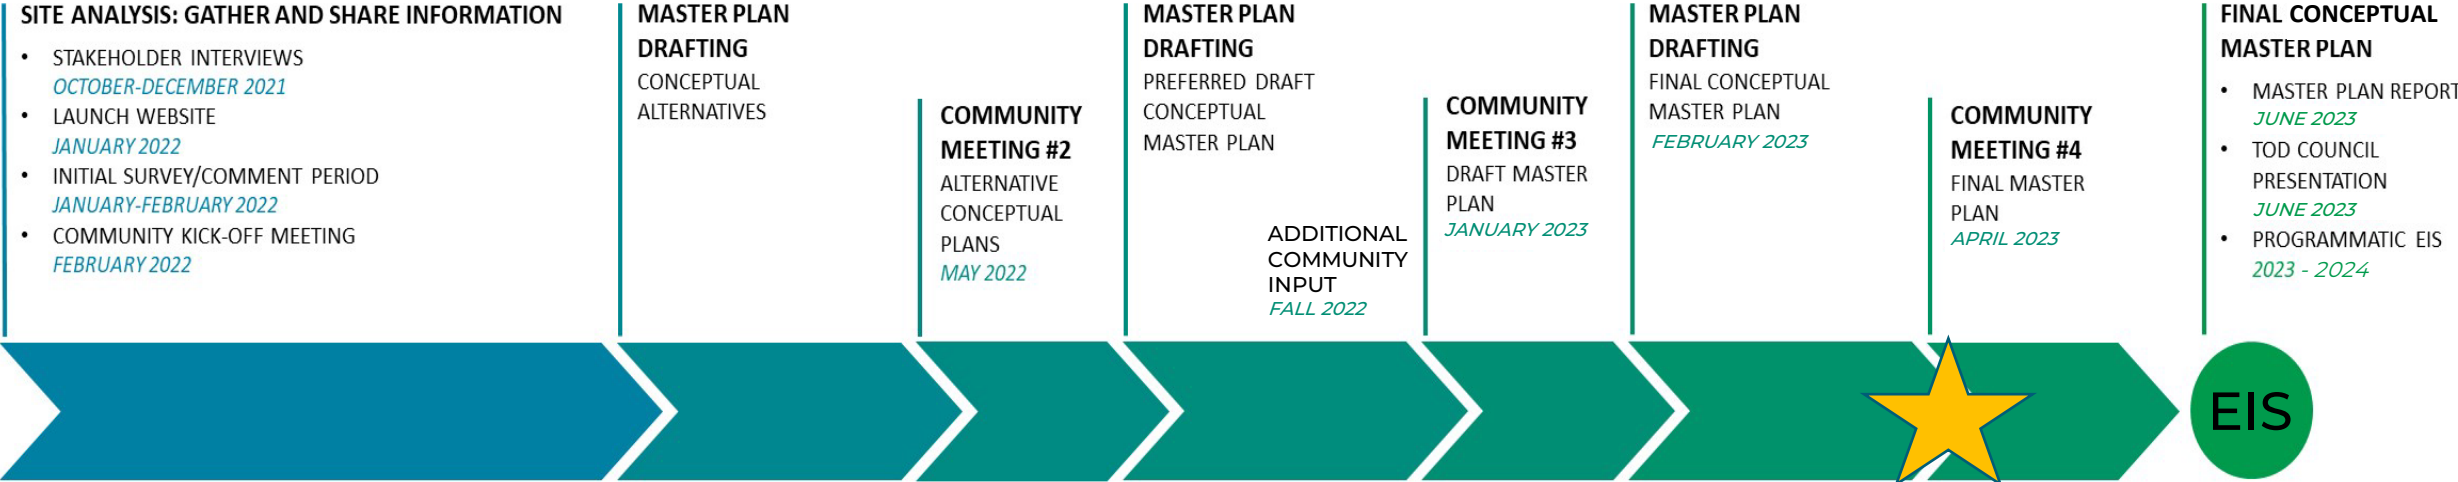 SITE ANALYSIS: GATHER AND SHARE INFORMATION
• STAKEHOLDER INTERVIEWS
OCTOBER-DECEMBER 2021
• LAUNCH WEBSITE
JANUARY 2022
• INITIAL SURVEY/COMMENT PERIOD
JANUARY-FEBRUARY 2022
• COMMUNITY KICK-OFF MEETING
FEBRUARY 2022
MASTER PLAN
DRAFTING
CONCEPTUAL
ALTERNATIVES
COMMUNITY
MEETING #2
ALTERNATIVE
CONCEPTUAL
PLANS
MAY 2022
MASTER PLAN
DRAFTING
PREFERRED DRAFT
CONCEPTUAL
MASTER PLAN
ADDITIONAL
COMMUNITY
INPUT
FALL 2022
COMMUNITY
MEETING #3
DRAFT MASTER
PLAN
JANUARY 2023
MASTER PLAN
DRAFTING
FINAL CONCEPTUAL
MASTER PLAN
FEBRUARY 2023
COMMUNITY
MEETING #4
FINAL MASTER
PLAN
APRIL 2023
FINAL CONCEPTUAL
MASTER PLAN
• MASTER PLAN REPORT
JUNE 2023
• TOD COUNCIL
PRESENTATION
JUNE 2023
• PROGRAMMATIC EIS
2023 - 2024
EIS